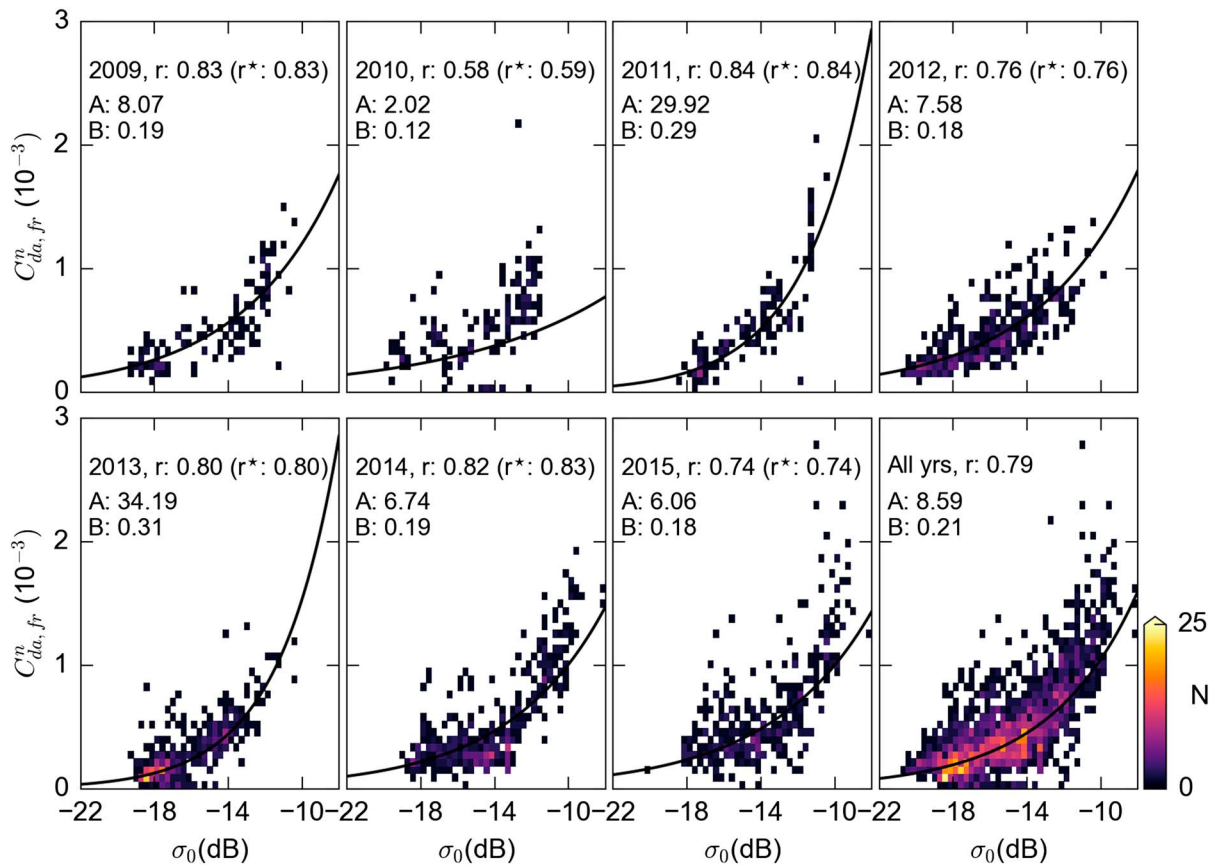 3
2009, r: 0.83 (r⋆: 0.83) 2010, r: 0.58 (r⋆: 0.59) 2011, r: 0.84 (r⋆: 0.84) 2012, r: 0.76 (r⋆: 0.76)
A: 8.07 A: 2.02 A: 29.92 A: 7.58
B: 0.19 B: 0.12 B: 0.29 B: 0.18
2
C^n_{da, fr} (10^{−3})
1
0
3
2013, r: 0.80 (r⋆: 0.80) 2014, r: 0.82 (r⋆: 0.83) 2015, r: 0.74 (r⋆: 0.74) All yrs, r: 0.79
A: 34.19 A: 6.74 A: 6.06 A: 8.59
B: 0.31 B: 0.19 B: 0.18 B: 0.21
2
C^n_{da, fr} (10^{−3})
1
0
25
N
0
−22 −18 −14 −10 −22 −18 −14 −10 −22 −18 −14 −10 −22 −18 −14 −10
σ₀(dB) σ₀(dB) σ₀(dB) σ₀(dB)